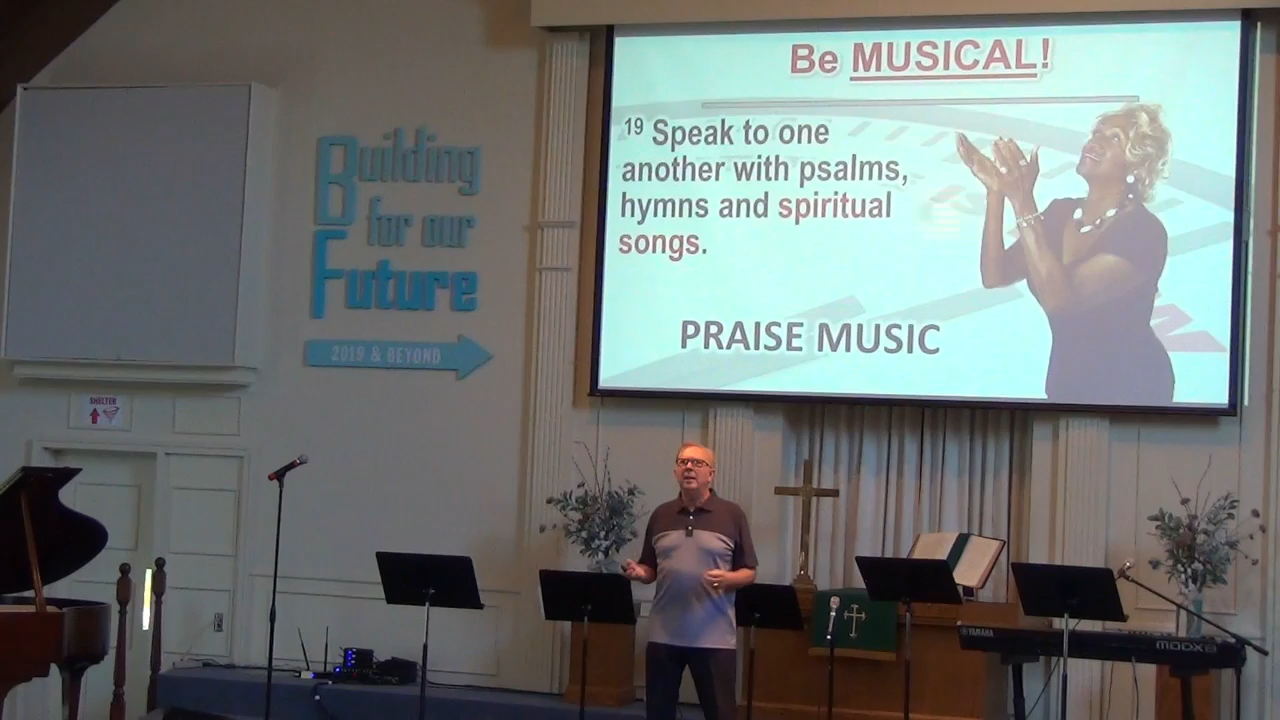 Be MUSICAL!
19 Speak to one
another with psalms,
hymns and spiritual
songs.
PRAISE MUSIC
Building
for our
Future
2019 & BEYOND
SHELTER
YAMAHA
MODX8